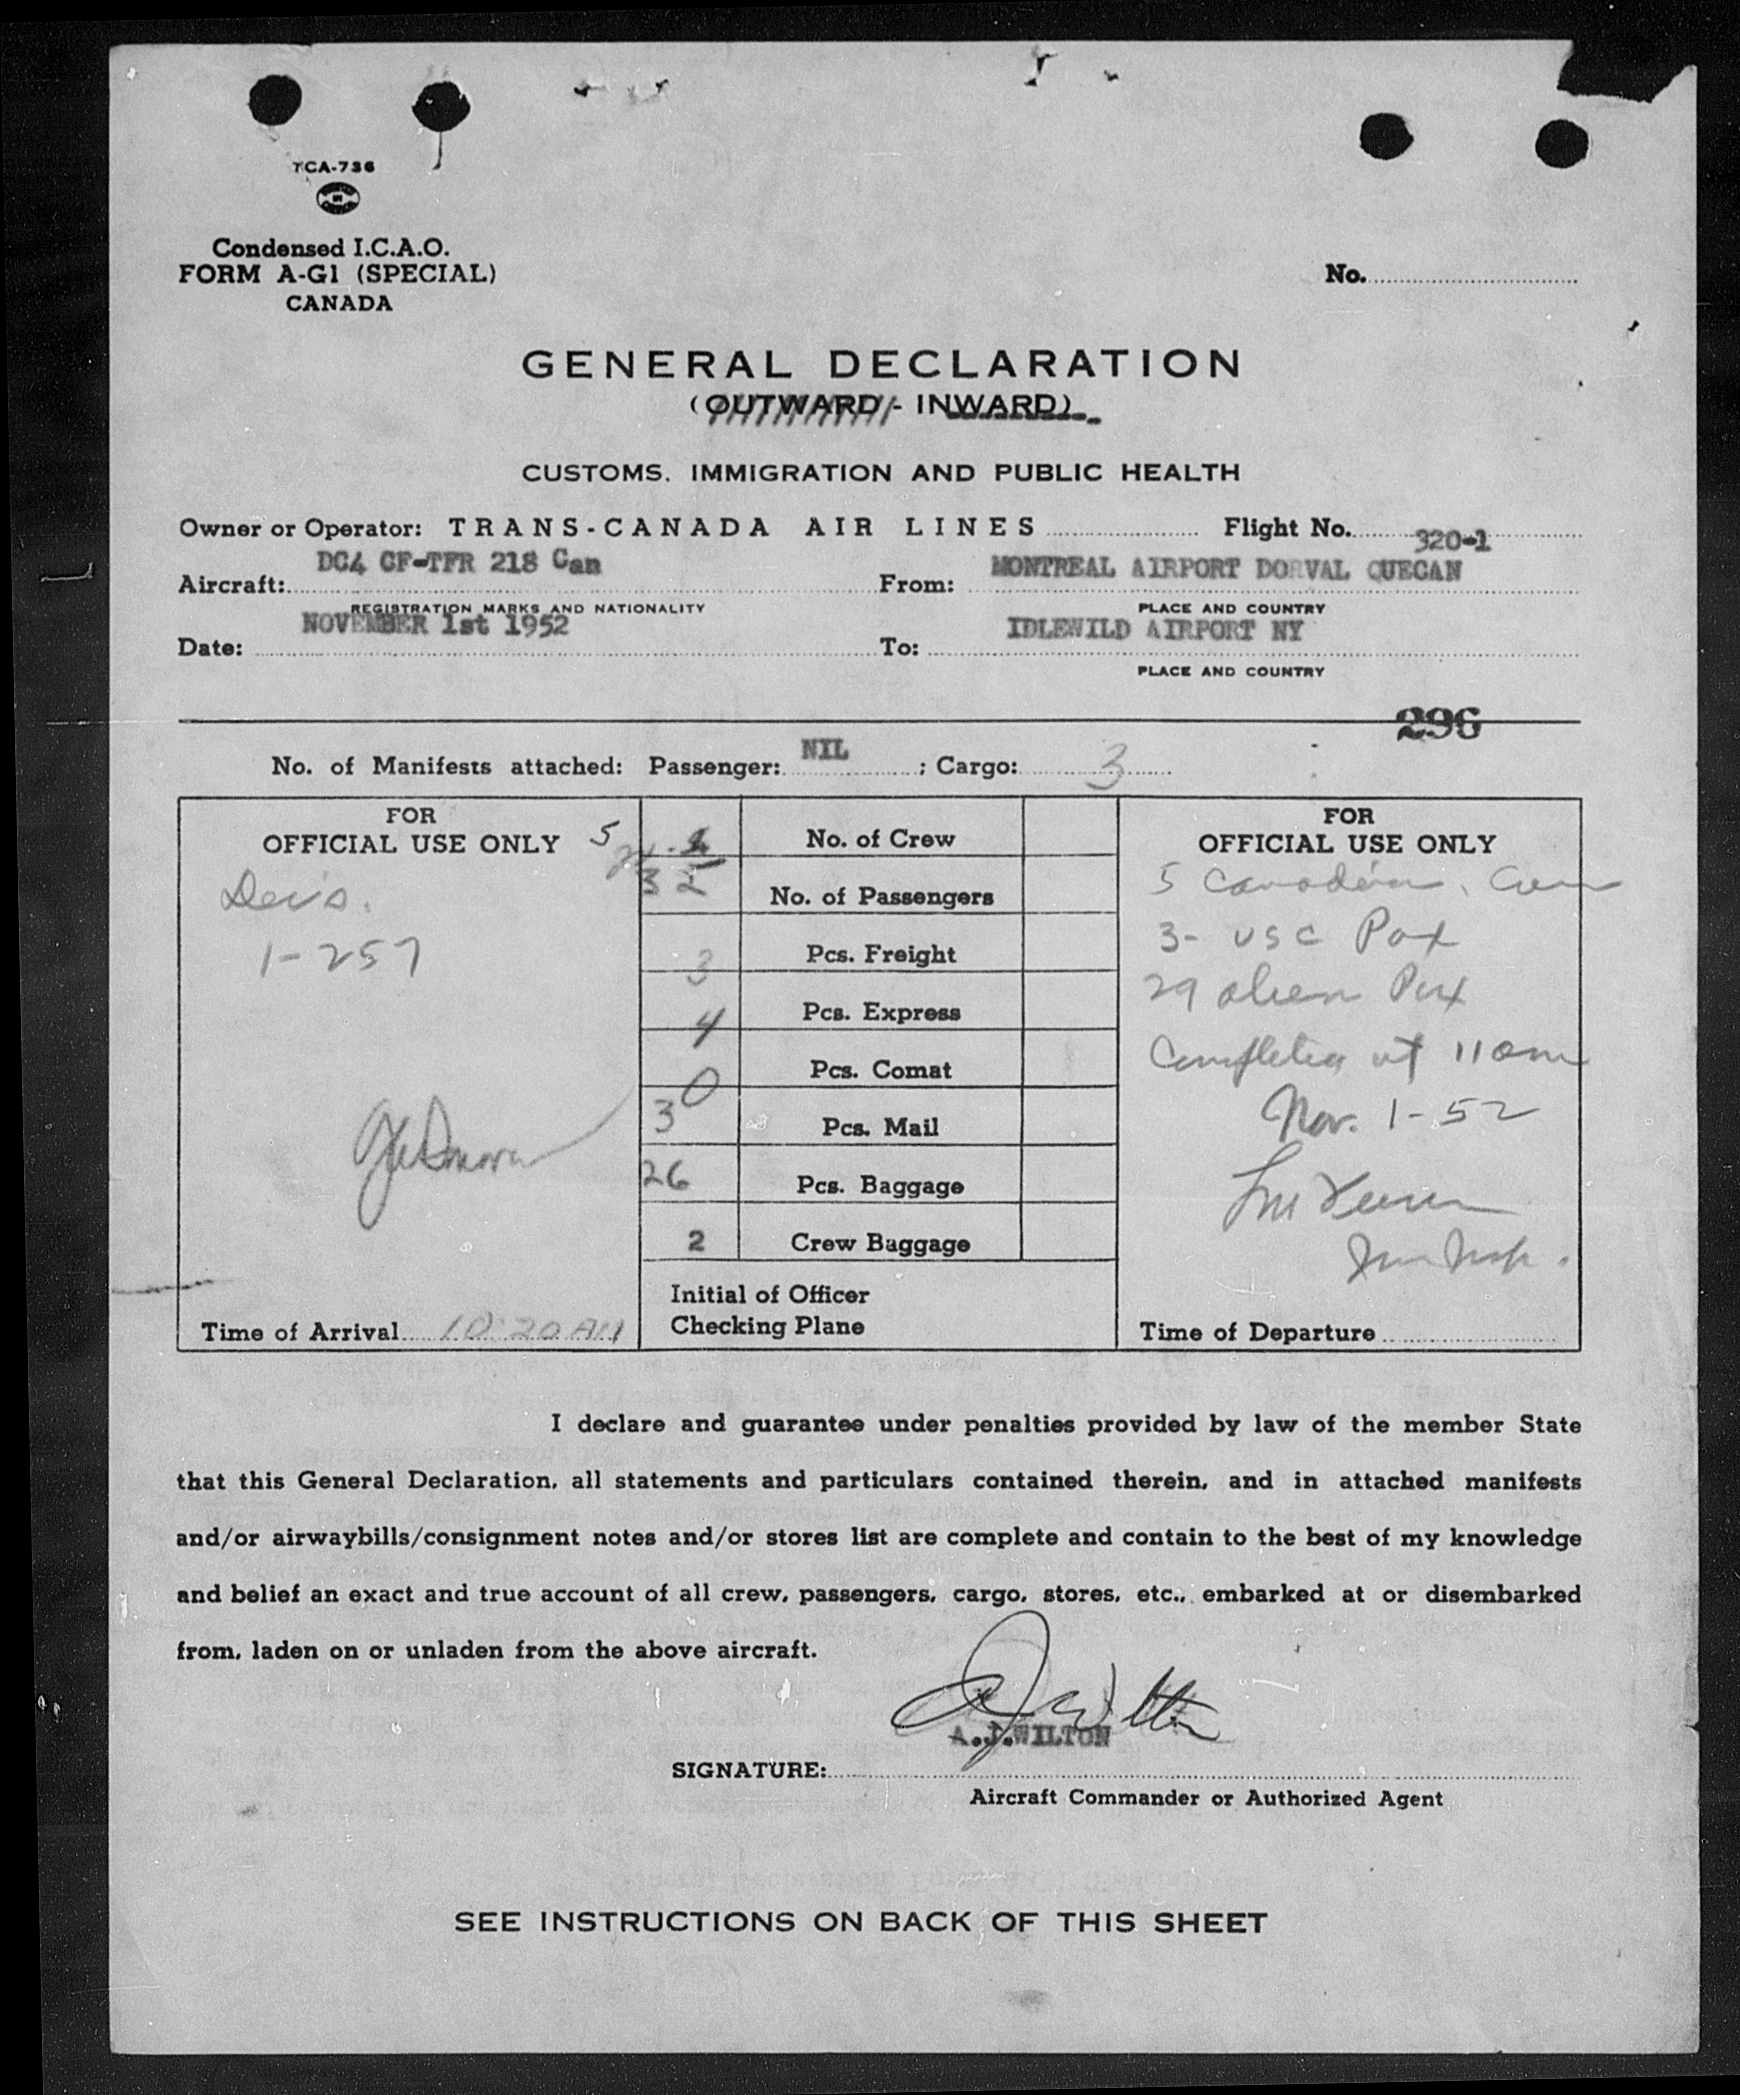 TCA-736
Condensed I.C.A.O.
FORM A-G1 (SPECIAL)
CANADA
No.
GENERAL DECLARATION
(OUTWARD - INWARD)
CUSTOMS, IMMIGRATION AND PUBLIC HEALTH
Owner or Operator: TRANS-CANADA AIR LINES Flight No. 320-1
Aircraft: DC4 CF-TFR 218 Can From: MONTREAL AIRPORT DORVAL QUECAN
REGISTRATION MARKS AND NATIONALITY PLACE AND COUNTRY
Date: NOVEMBER 1st 1952 To: IDLEWILD AIRPORT NY
PLACE AND COUNTRY
296
No. of Manifests attached: Passenger: NIL ; Cargo: 3
FOR
OFFICIAL USE ONLY
1-257
Time of Arrival 10:20 AM
5 No. of Crew
32 No. of Passengers
3 Pcs. Freight
4 Pcs. Express
0 Pcs. Comat
3 Pcs. Mail
26 Pcs. Baggage
2 Crew Baggage
Initial of Officer
Checking Plane
FOR
OFFICIAL USE ONLY
5 Canadian Crew
3- USC Pax
29 alien Pax
Completed at 11 am
Nov. 1-52
Time of Departure
I declare and guarantee under penalties provided by law of the member State
that this General Declaration, all statements and particulars contained therein, and in attached manifests
and/or airwaybills/consignment notes and/or stores list are complete and contain to the best of my knowledge
and belief an exact and true account of all crew, passengers, cargo, stores, etc., embarked at or disembarked
from, laden on or unladen from the above aircraft.
A.J. Wilton
A.J.WILTON
SIGNATURE:
Aircraft Commander or Authorized Agent
SEE INSTRUCTIONS ON BACK OF THIS SHEET